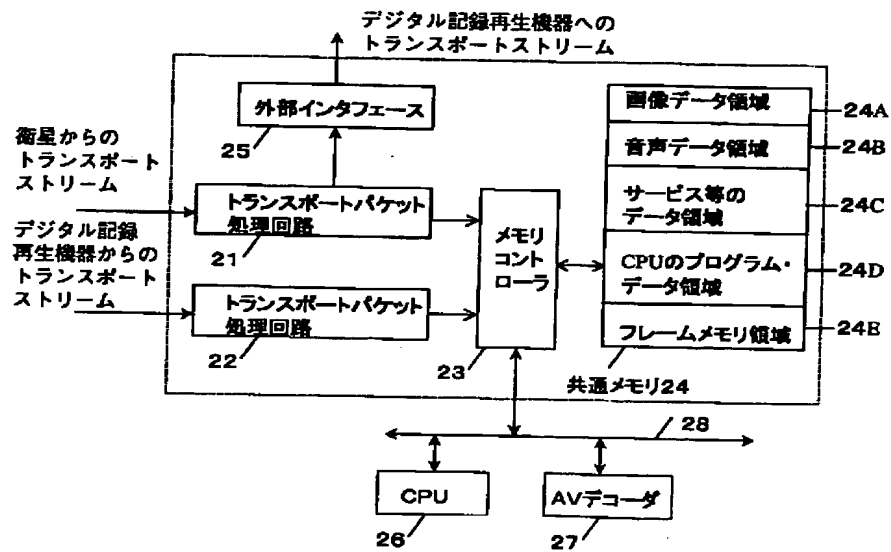 デジタル記録再生機器への
トランスポートストリーム
外部インタフェース
25
衛星からの
トランスポート
ストリーム
トランスポートパケット
処理回路
21
デジタル記録
再生機器からの
トランスポート
ストリーム
トランスポートパケット
処理回路
22
メモリ
コント
ローラ
23
画像データ領域
24A
音声データ領域
24B
サービス等の
データ領域
24C
CPUのプログラム・
データ領域
24D
フレームメモリ領域
24E
共通メモリ24
28
CPU
26
AVデコーダ
27